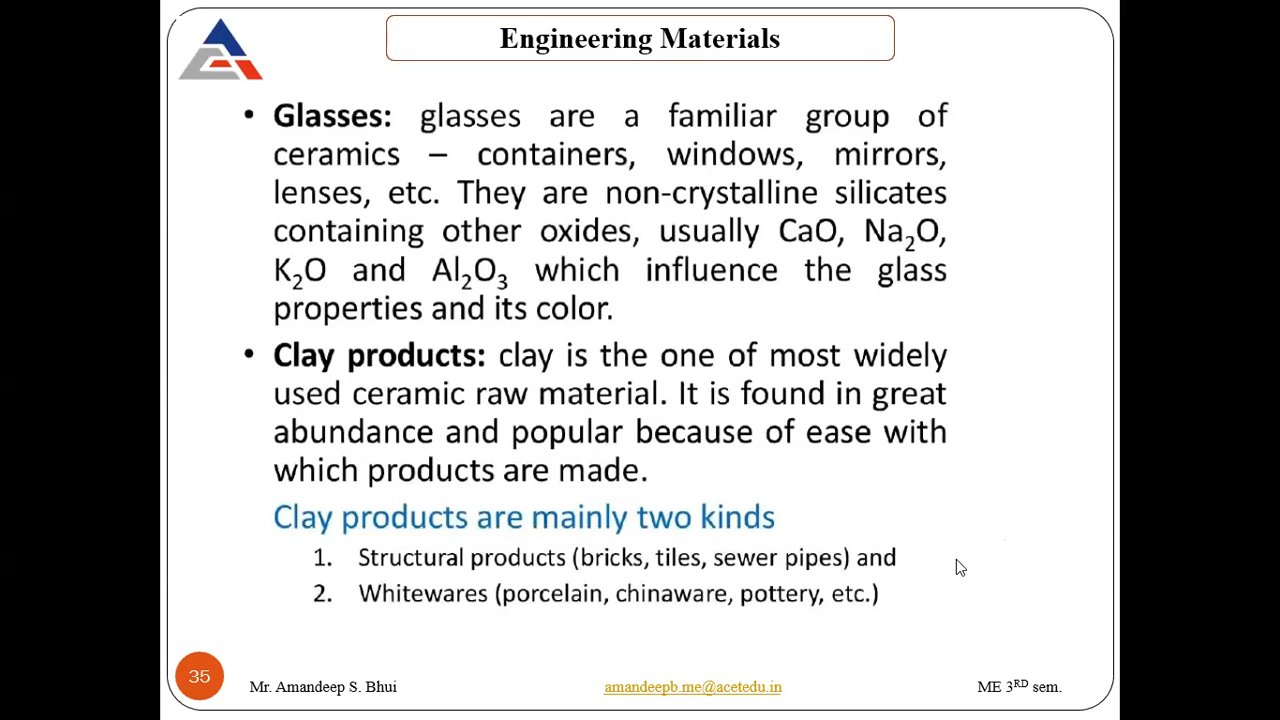 Engineering Materials
• Glasses: glasses are a familiar group of
ceramics – containers, windows, mirrors,
lenses, etc. They are non-crystalline silicates
containing other oxides, usually CaO, Na₂O,
K₂O and Al₂O₃ which influence the glass
properties and its color.
• Clay products: clay is the one of most widely
used ceramic raw material. It is found in great
abundance and popular because of ease with
which products are made.
Clay products are mainly two kinds
1. Structural products (bricks, tiles, sewer pipes) and
2. Whitewares (porcelain, chinaware, pottery, etc.)
35
Mr. Amandeep S. Bhui amandeepb.me@acetedu.in ME 3ᴿᴰ sem.